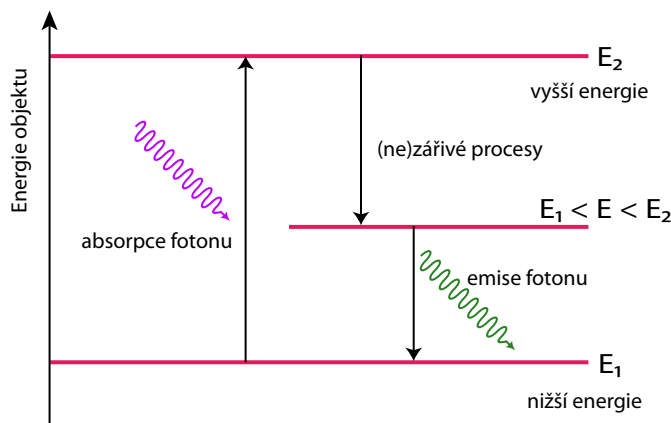 Energie objektu
E₂
vyšší energie
(ne)zářivé procesy
E₁ < E < E₂
absorpce fotonu
emise fotonu
E₁
nižší energie